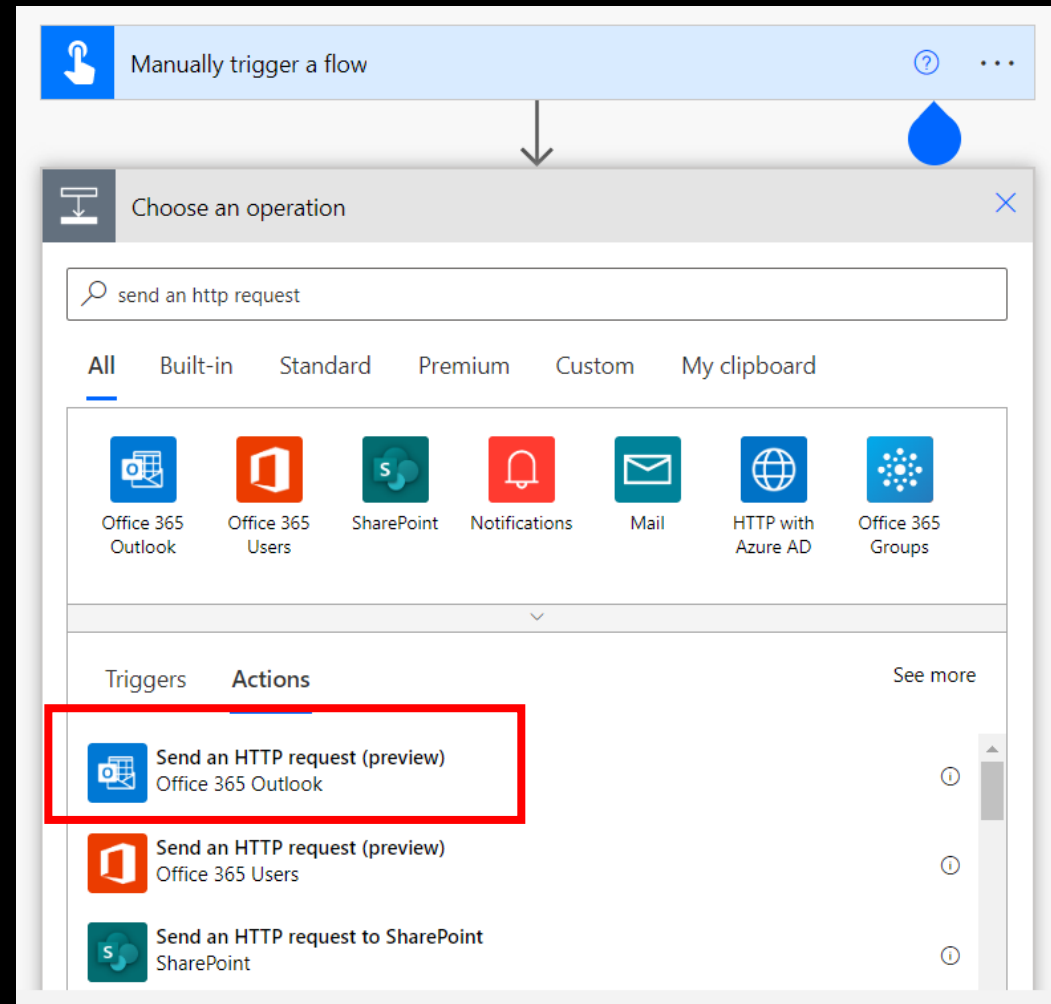 Manually trigger a flow
Choose an operation
send an http request
All Built-in Standard Premium Custom My clipboard
Office 365 Outlook
Office 365 Users
SharePoint
Notifications
Mail
HTTP with Azure AD
Office 365 Groups
Triggers Actions See more
Send an HTTP request (preview)
Office 365 Outlook
Send an HTTP request (preview)
Office 365 Users
Send an HTTP request to SharePoint
SharePoint